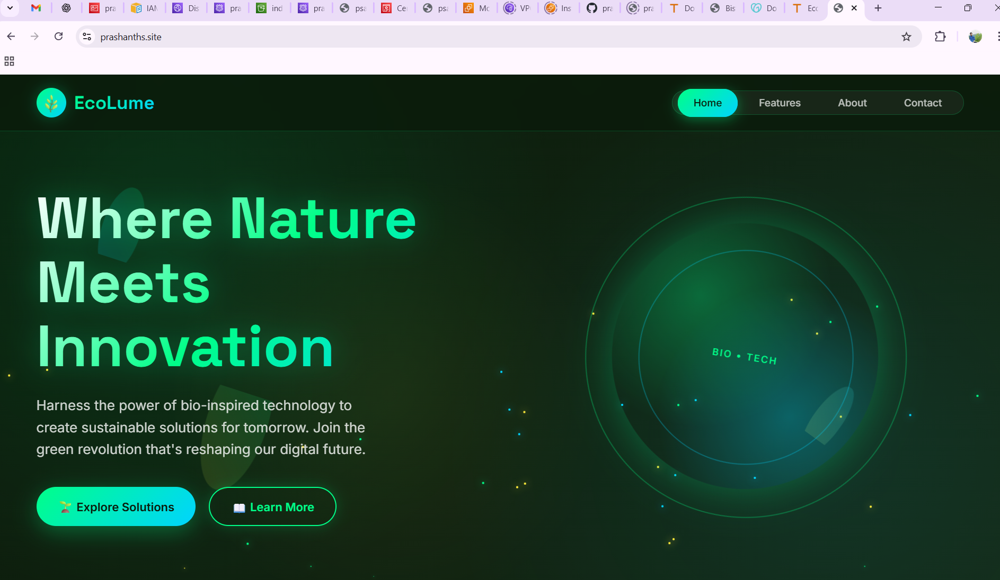 pra
IAM
Dis
pra
ind
pra
psa
Ce
psa
Mc
VP
Ins
pra
pra
Do
Bis
Do
Ecc
prashanths.site
EcoLume
Home
Features
About
Contact
Where Nature
Meets
Innovation
BIO • TECH
Harness the power of bio-inspired technology to
create sustainable solutions for tomorrow. Join the
green revolution that's reshaping our digital future.
Explore Solutions
Learn More